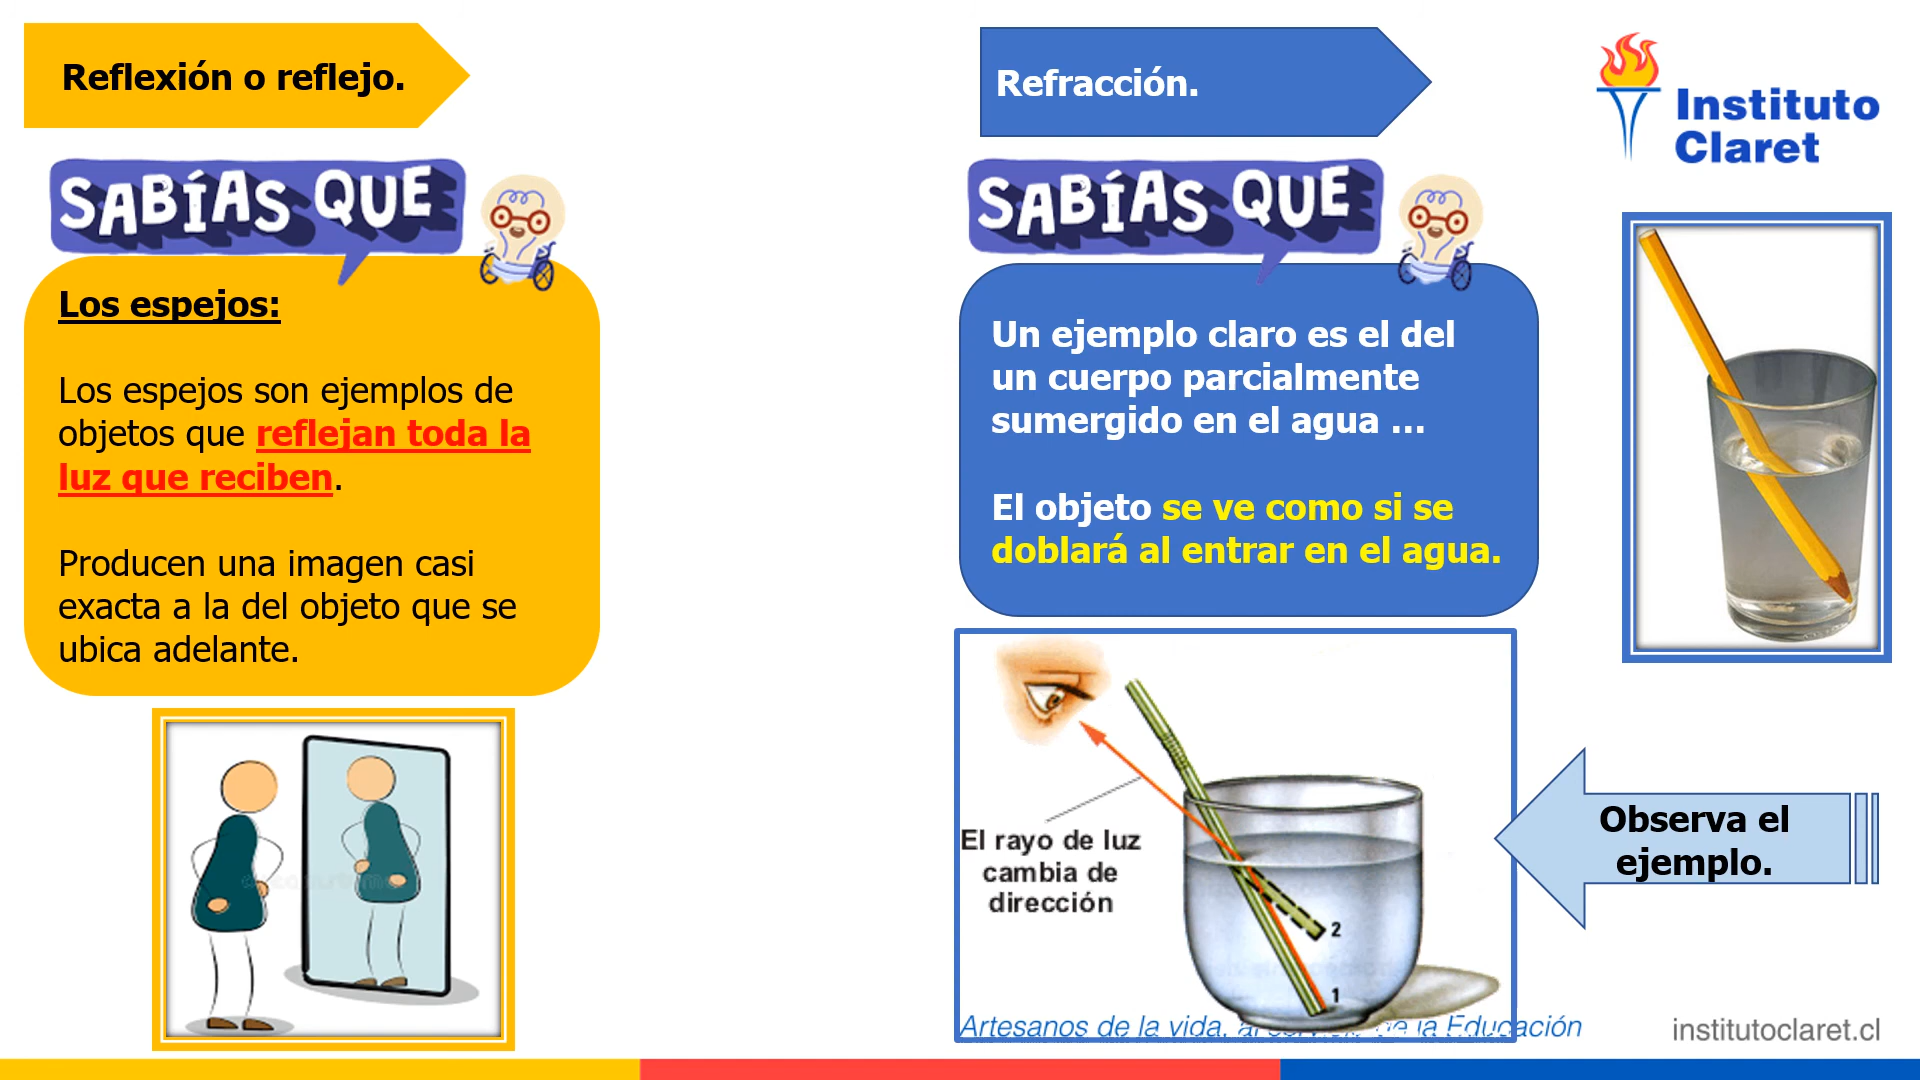 Reflexión o reflejo.
SABÍAS QUE
Los espejos:
Los espejos son ejemplos de
objetos que reflejan toda la
luz que reciben.
Producen una imagen casi
exacta a la del objeto que se
ubica adelante.
Refracción.
Instituto
Claret
SABÍAS QUE
Un ejemplo claro es el del
un cuerpo parcialmente
sumergido en el agua ...
El objeto se ve como si se
doblará al entrar en el agua.
El rayo de luz
cambia de
dirección
2
1
Observa el
ejemplo.
Artesanos de la vida, al servicio de la Educación
institutoclaret.cl